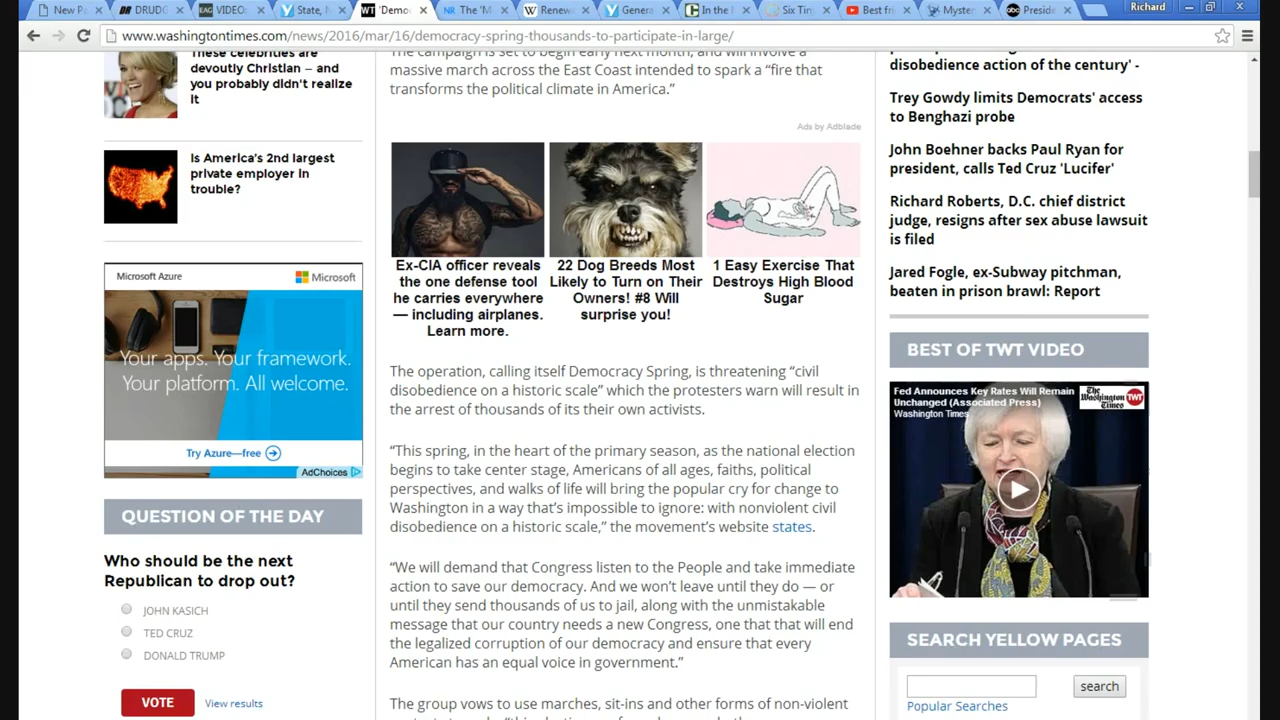 New P
DRUDG
EAG VIDEO:
State, N
'Demo
NR The 'M
W Renew
Genera
In the
Six Tin
Best fri
Myster
abc Presid
Richard
www.washingtontimes.com/news/2016/mar/16/democracy-spring-thousands-to-participate-in-large/
These celebrities are
devoutly Christian – and
you probably didn't realize
it
Is America's 2nd largest
private employer in
trouble?
Microsoft Azure
Microsoft
Your apps. Your framework.
Your platform. All welcome.
Try Azure—free
AdChoices
QUESTION OF THE DAY
Who should be the next
Republican to drop out?
JOHN KASICH
TED CRUZ
DONALD TRUMP
VOTE View results
The campaign is set to begin early next month, and will involve a
massive march across the East Coast intended to spark a “fire that
transforms the political climate in America.”
Ads by Adblade
Ex-CIA officer reveals
the one defense tool
he carries everywhere
— including airplanes.
Learn more.
22 Dog Breeds Most
Likely to Turn on Their
Owners! #8 Will
surprise you!
1 Easy Exercise That
Destroys High Blood
Sugar
The operation, calling itself Democracy Spring, is threatening “civil
disobedience on a historic scale” which the protesters warn will result in
the arrest of thousands of its their own activists.
“This spring, in the heart of the primary season, as the national election
begins to take center stage, Americans of all ages, faiths, political
perspectives, and walks of life will bring the popular cry for change to
Washington in a way that’s impossible to ignore: with nonviolent civil
disobedience on a historic scale,” the movement’s website states.
“We will demand that Congress listen to the People and take immediate
action to save our democracy. And we won’t leave until they do — or
until they send thousands of us to jail, along with the unmistakable
message that our country needs a new Congress, one that that will end
the legalized corruption of our democracy and ensure that every
American has an equal voice in government.”
The group vows to use marches, sit-ins and other forms of non-violent
disobedience action of the century' -
Trey Gowdy limits Democrats' access
to Benghazi probe
John Boehner backs Paul Ryan for
president, calls Ted Cruz 'Lucifer'
Richard Roberts, D.C. chief district
judge, resigns after sex abuse lawsuit
is filed
Jared Fogle, ex-Subway pitchman,
beaten in prison brawl: Report
BEST OF TWT VIDEO
Fed Announces Key Rates Will Remain
Unchanged (Associated Press)
Washington Times
The Washington Times TWT
SEARCH YELLOW PAGES
search
Popular Searches